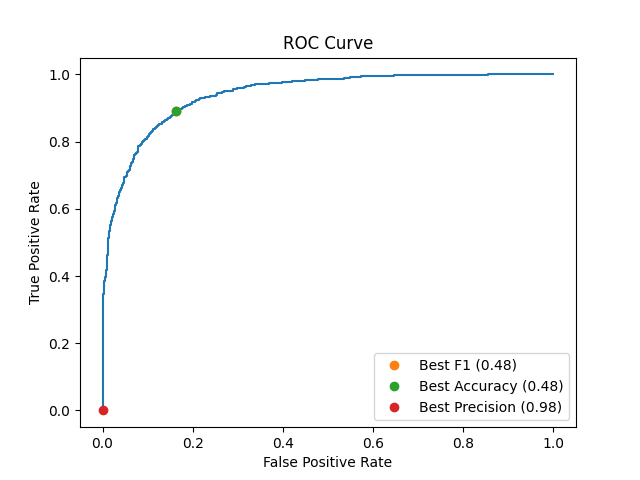 ROC Curve
1.0
0.8
0.6
0.4
0.2
0.0
True Positive Rate
Best F1 (0.48)
Best Accuracy (0.48)
Best Precision (0.98)
0.0 0.2 0.4 0.6 0.8 1.0
False Positive Rate